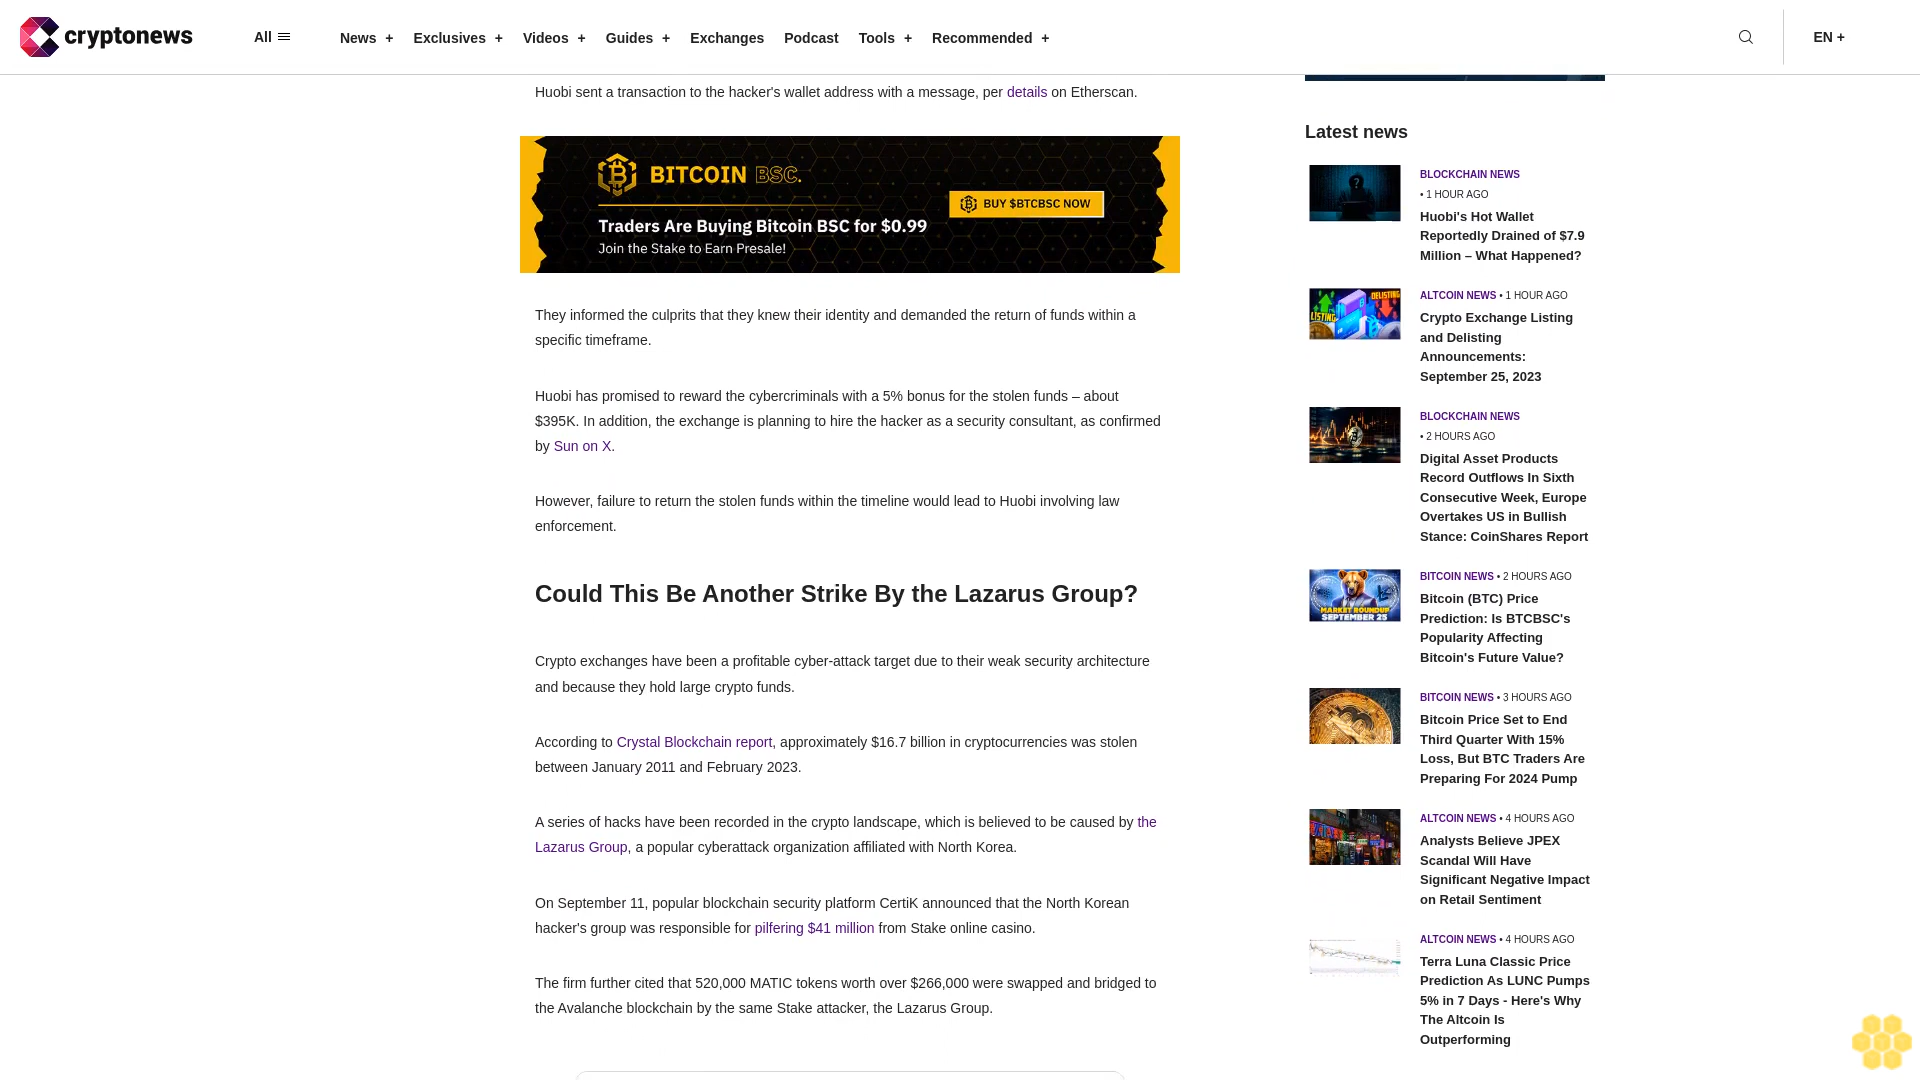 cryptonews
All
News + Exclusives + Videos + Guides + Exchanges Podcast Tools + Recommended +
EN +
Huobi sent a transaction to the hacker's wallet address with a message, per details on Etherscan.
BITCOIN BSC.
BUY $BTCBSC NOW
Traders Are Buying Bitcoin BSC for $0.99
Join the Stake to Earn Presale!
They informed the culprits that they knew their identity and demanded the return of funds within a
specific timeframe.
Huobi has promised to reward the cybercriminals with a 5% bonus for the stolen funds – about
$395K. In addition, the exchange is planning to hire the hacker as a security consultant, as confirmed
by Sun on X.
However, failure to return the stolen funds within the timeline would lead to Huobi involving law
enforcement.
Could This Be Another Strike By the Lazarus Group?
Crypto exchanges have been a profitable cyber-attack target due to their weak security architecture
and because they hold large crypto funds.
According to Crystal Blockchain report, approximately $16.7 billion in cryptocurrencies was stolen
between January 2011 and February 2023.
A series of hacks have been recorded in the crypto landscape, which is believed to be caused by the
Lazarus Group, a popular cyberattack organization affiliated with North Korea.
On September 11, popular blockchain security platform CertiK announced that the North Korean
hacker's group was responsible for pilfering $41 million from Stake online casino.
The firm further cited that 520,000 MATIC tokens worth over $266,000 were swapped and bridged to
the Avalanche blockchain by the same Stake attacker, the Lazarus Group.
Latest news
BLOCKCHAIN NEWS
• 1 HOUR AGO
Huobi's Hot Wallet
Reportedly Drained of $7.9
Million – What Happened?
LISTING
DELISTING
ALTCOIN NEWS • 1 HOUR AGO
Crypto Exchange Listing
and Delisting
Announcements:
September 25, 2023
BLOCKCHAIN NEWS
• 2 HOURS AGO
Digital Asset Products
Record Outflows In Sixth
Consecutive Week, Europe
Overtakes US in Bullish
Stance: CoinShares Report
MARKET ROUNDUP
SEPTEMBER 25
BITCOIN NEWS • 2 HOURS AGO
Bitcoin (BTC) Price
Prediction: Is BTCBSC's
Popularity Affecting
Bitcoin's Future Value?
BITCOIN NEWS • 3 HOURS AGO
Bitcoin Price Set to End
Third Quarter With 15%
Loss, But BTC Traders Are
Preparing For 2024 Pump
ALTCOIN NEWS • 4 HOURS AGO
Analysts Believe JPEX
Scandal Will Have
Significant Negative Impact
on Retail Sentiment
ALTCOIN NEWS • 4 HOURS AGO
Terra Luna Classic Price
Prediction As LUNC Pumps
5% in 7 Days - Here's Why
The Altcoin Is
Outperforming